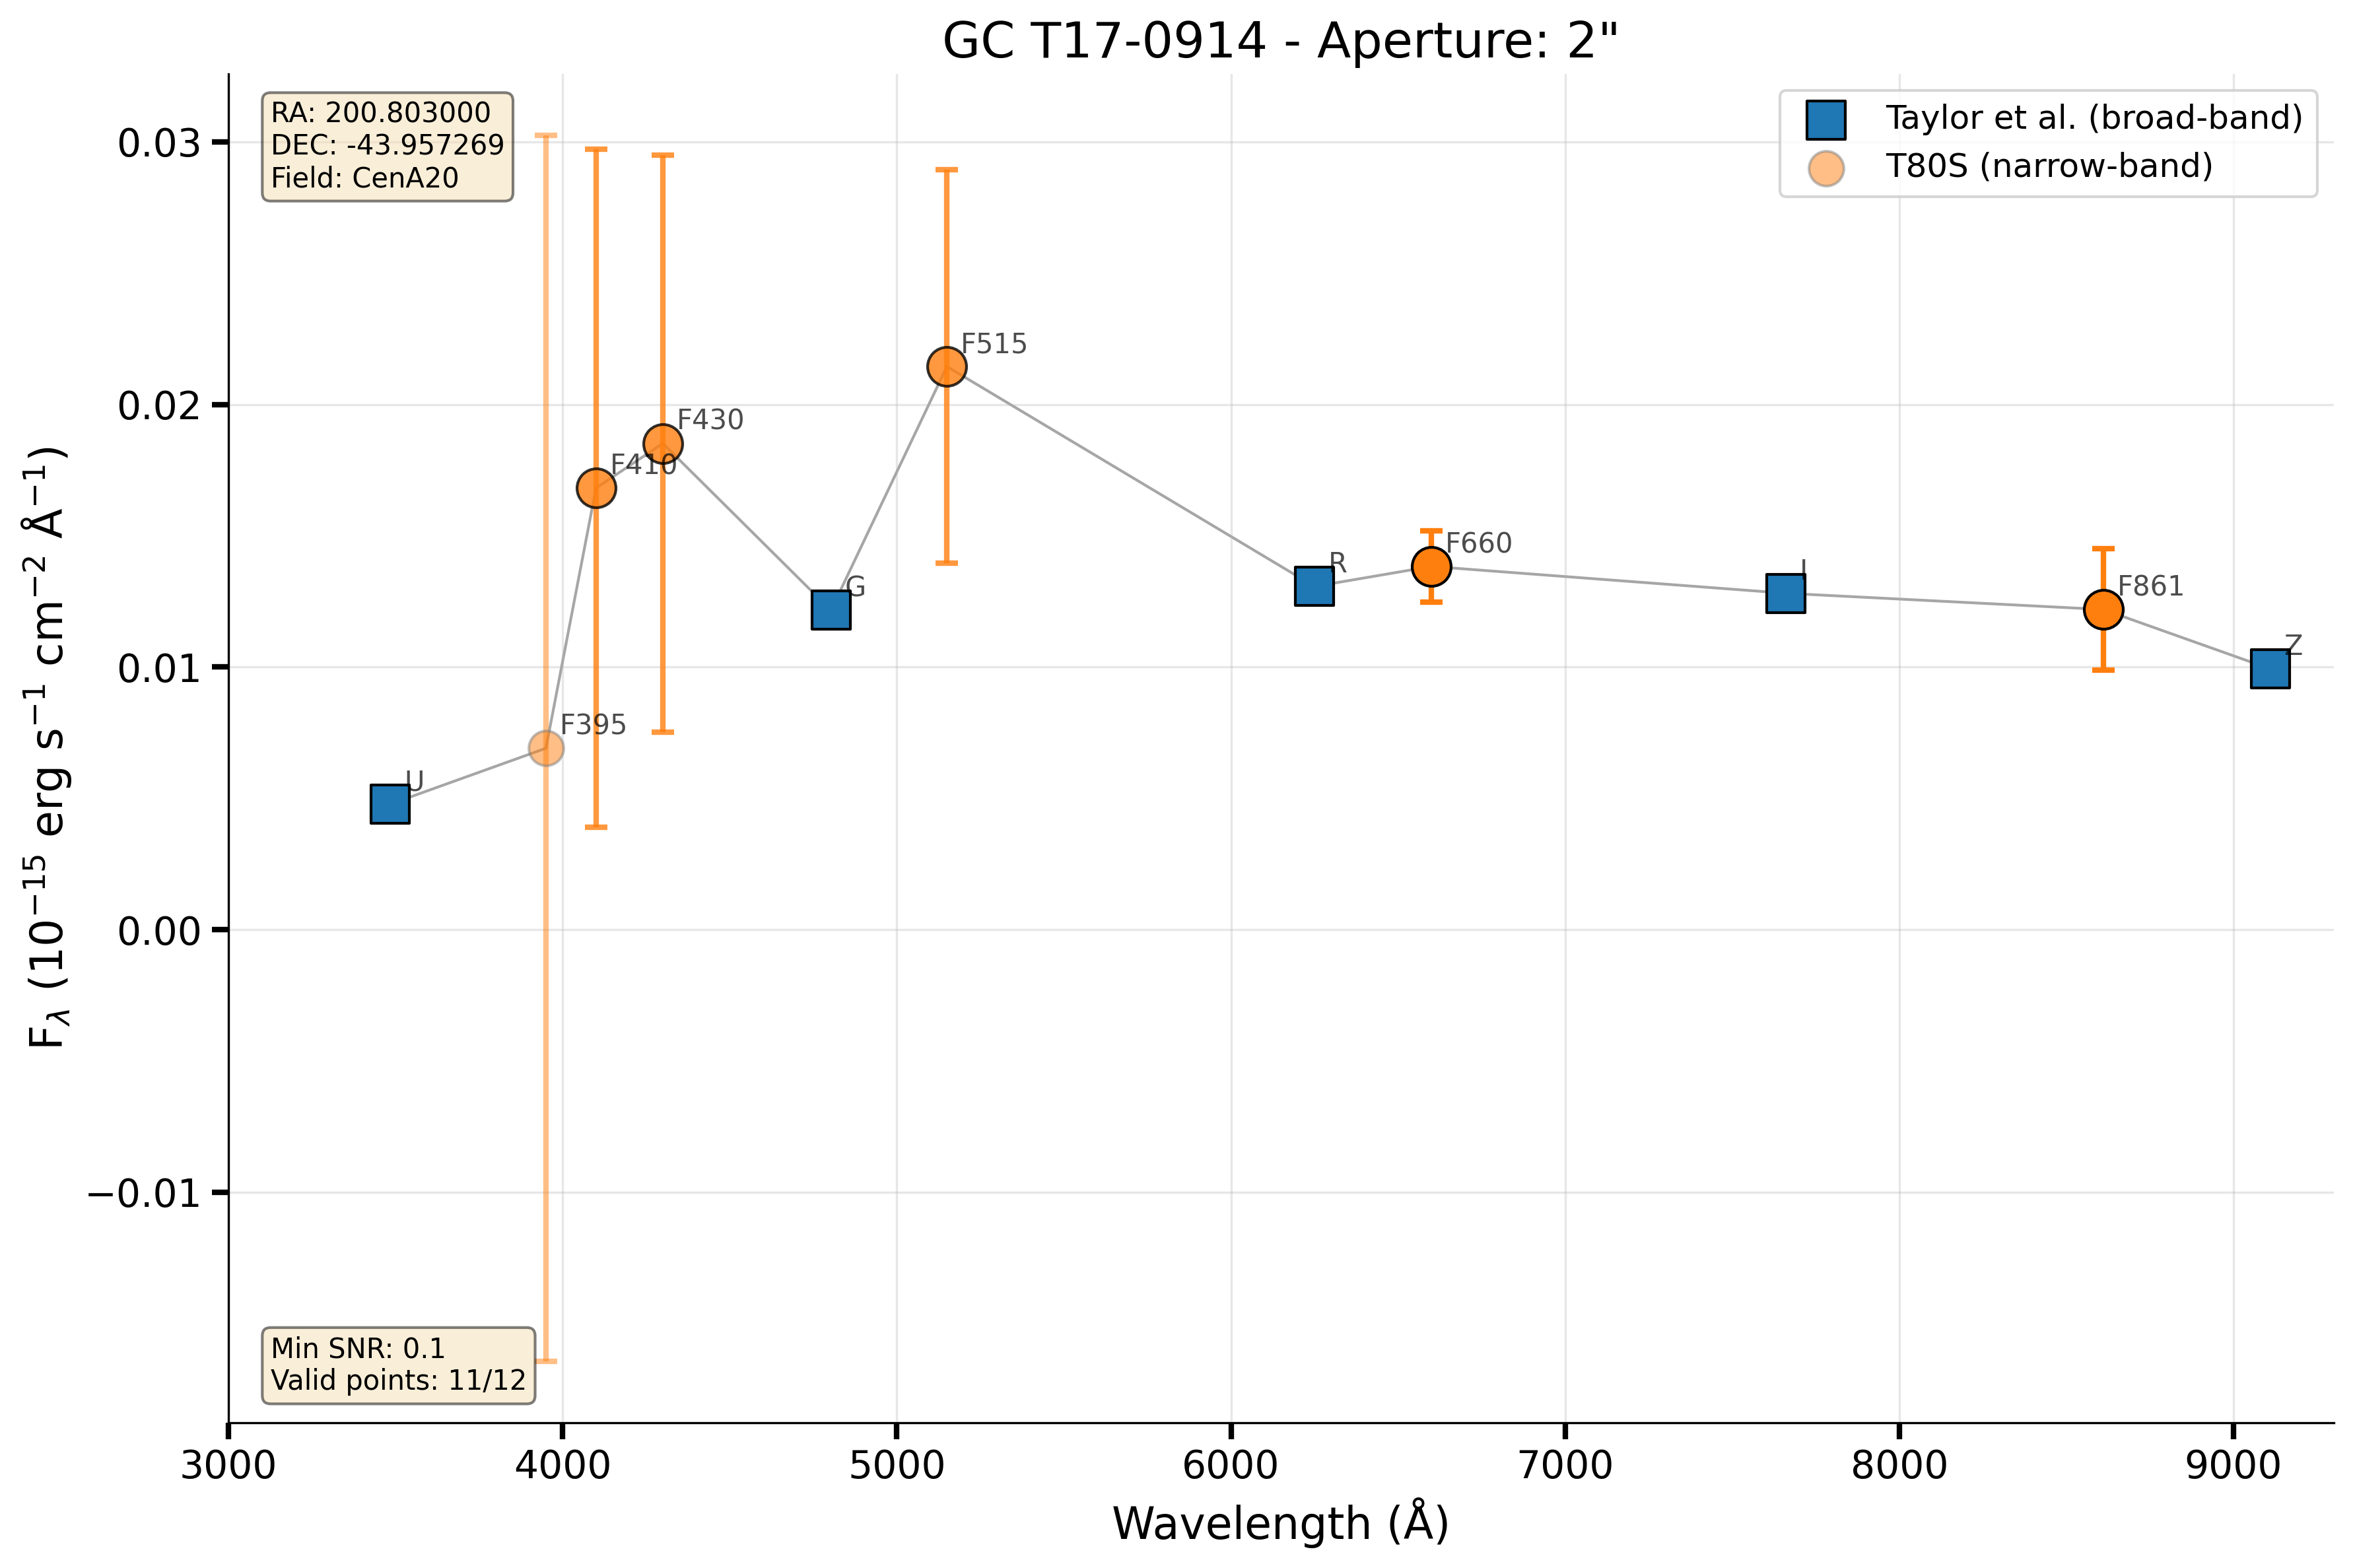 GC T17-0914 - Aperture: 2"
RA: 200.803000
DEC: -43.957269
Field: CenA20
Taylor et al. (broad-band)
T80S (narrow-band)
F515
F430
F410
F660
R
I
G
F861
Z
F395
U
0.03
0.02
0.01
0.00
−0.01
F_λ (10⁻¹⁵ erg s⁻¹ cm⁻² Å⁻¹)
Min SNR: 0.1
Valid points: 11/12
3000 4000 5000 6000 7000 8000 9000
Wavelength (Å)